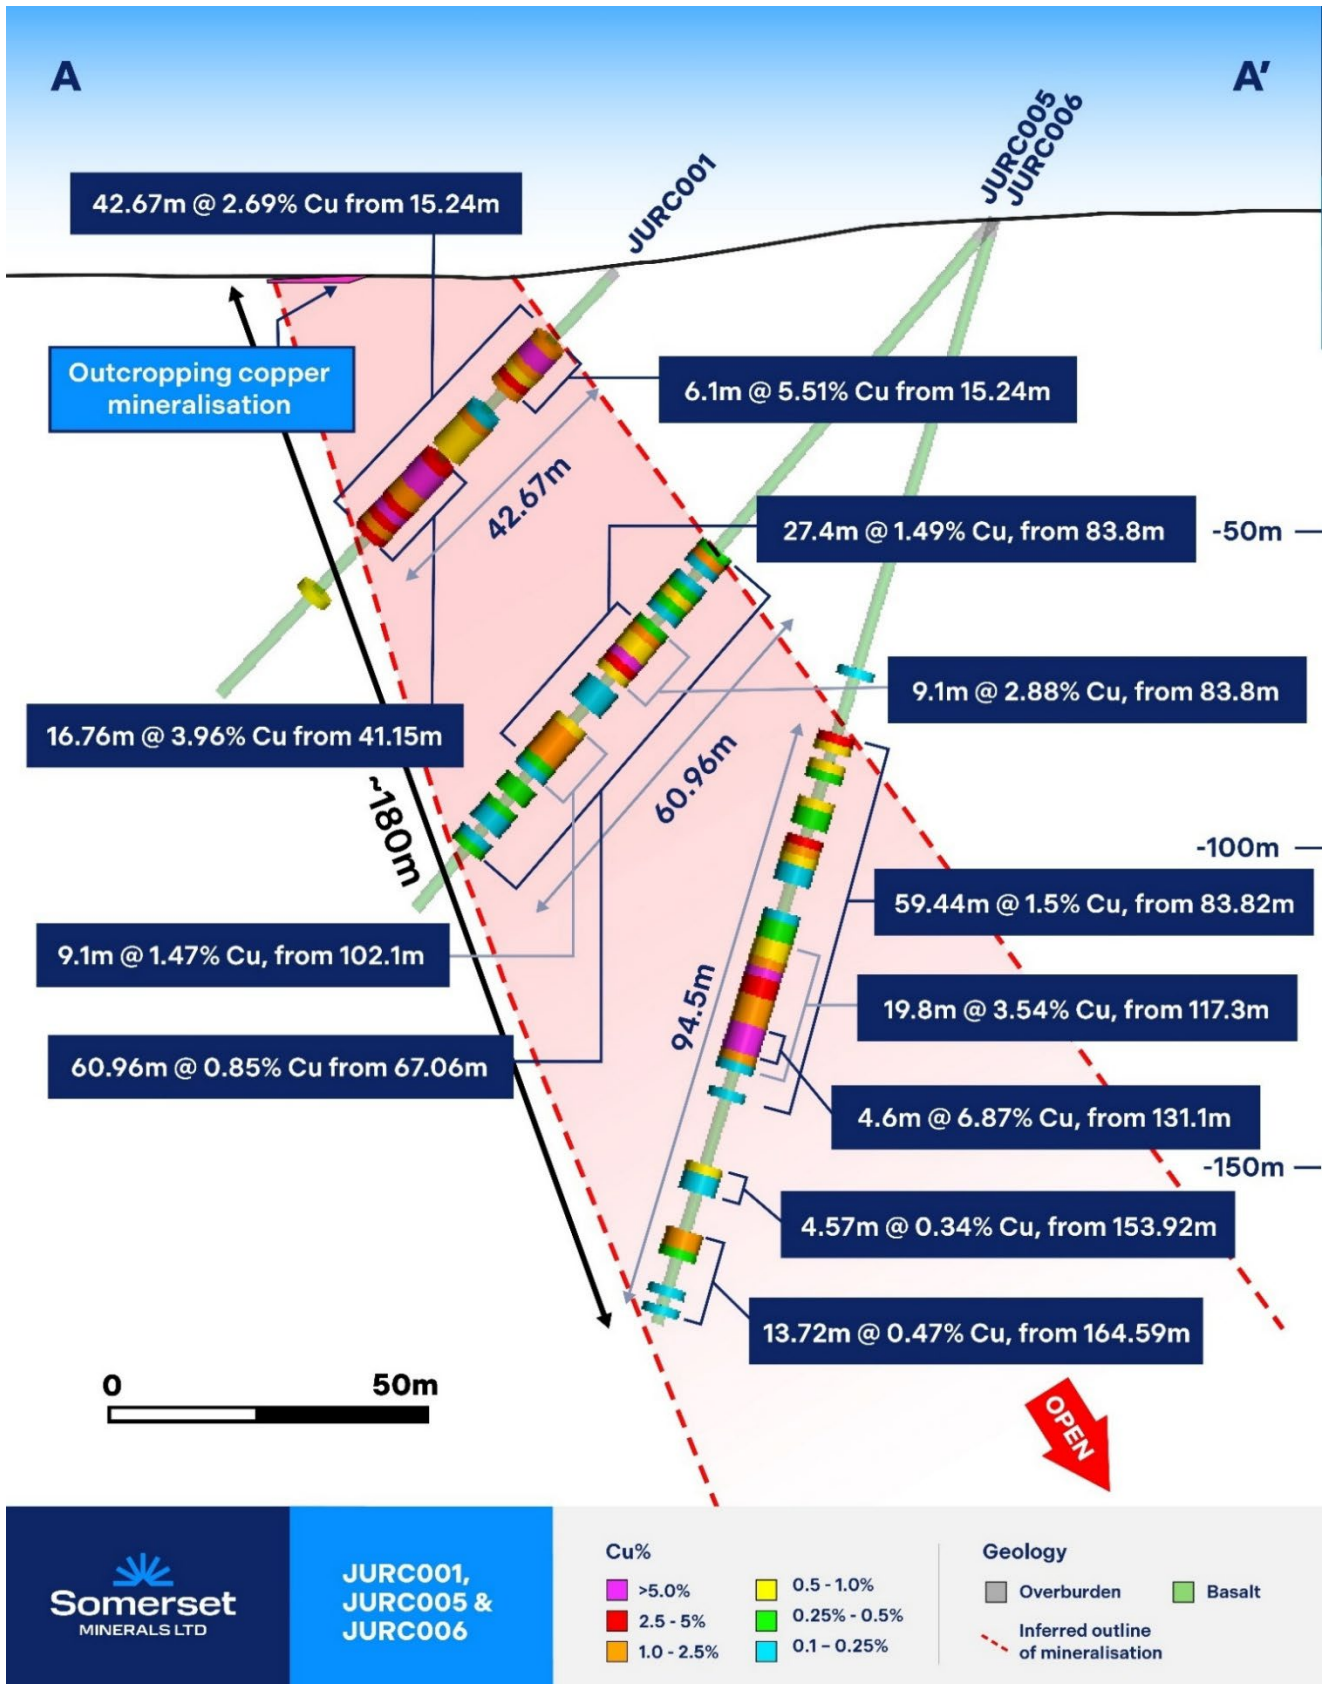 A
A'
JURC001
JURC005
JURC006
42.67m @ 2.69% Cu from 15.24m
Outcropping copper
mineralisation
6.1m @ 5.51% Cu from 15.24m
42.67m
27.4m @ 1.49% Cu, from 83.8m
-50m
9.1m @ 2.88% Cu, from 83.8m
16.76m @ 3.96% Cu from 41.15m
~180m
60.96m
-100m
59.44m @ 1.5% Cu, from 83.82m
9.1m @ 1.47% Cu, from 102.1m
94.5m
19.8m @ 3.54% Cu, from 117.3m
60.96m @ 0.85% Cu from 67.06m
4.6m @ 6.87% Cu, from 131.1m
-150m
4.57m @ 0.34% Cu, from 153.92m
13.72m @ 0.47% Cu, from 164.59m
0
50m
OPEN
Somerset
MINERALS LTD
JURC001,
JURC005 &
JURC006
Cu%
>5.0%
2.5 - 5%
1.0 - 2.5%
0.5 - 1.0%
0.25% - 0.5%
0.1 – 0.25%
Geology
Overburden
Basalt
Inferred outline
of mineralisation